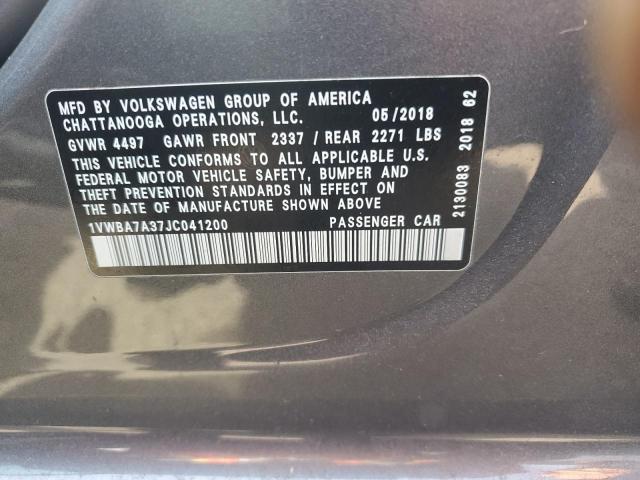 MFD BY VOLKSWAGEN GROUP OF AMERICA
CHATTANOOGA OPERATIONS, LLC. 05/2018
GVWR 4497 GAWR FRONT 2337 / REAR 2271 LBS
THIS VEHICLE CONFORMS TO ALL APPLICABLE U.S.
FEDERAL MOTOR VEHICLE SAFETY, BUMPER AND
THEFT PREVENTION STANDARDS IN EFFECT ON
THE DATE OF MANUFACTURE SHOWN ABOVE
1VWBA7A37JC041200 PASSENGER CAR
2130083 2018 62